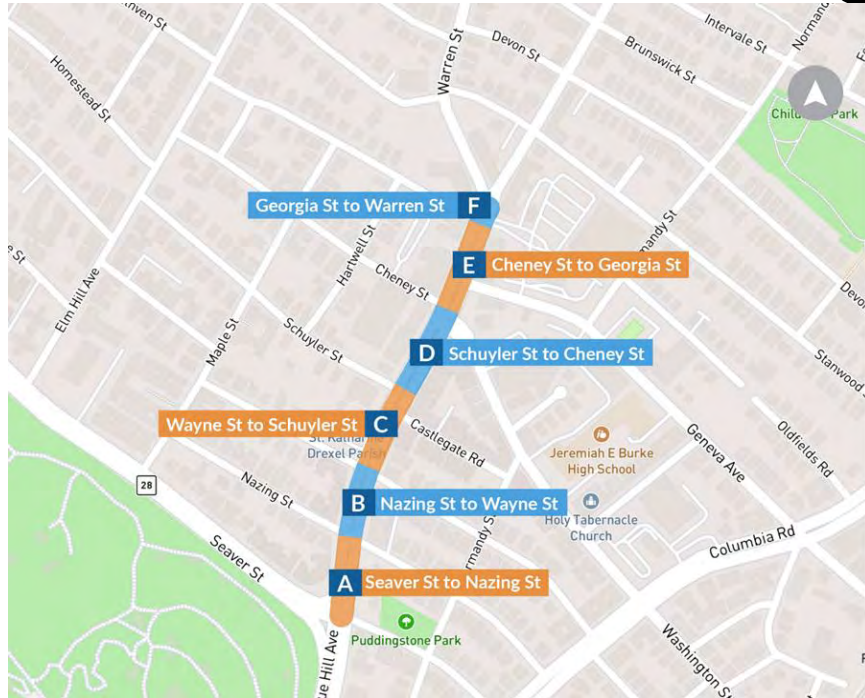 Intervale St
Devon St
Warren St
Brunswick St
Homestead St
Georgia St to Warren St
F
Hartwell St
E
Cheney St to Georgia St
Elm Hill Ave
Cheney St
Maple St
Schuyler St
D
Schuyler St to Cheney St
Stanwood
Wayne St to Schuyler St
C
Drexel Parish
Castlegate Rd
Jeremiah E Burke
High School
Geneva Ave
Oldfields Rd
28
Nazing St
B
Nazing St to Wayne St
Holy Tabernacle
Church
Columbia Rd
Seaver St
A
Seaver St to Nazing St
Puddingstone Park
Washington St